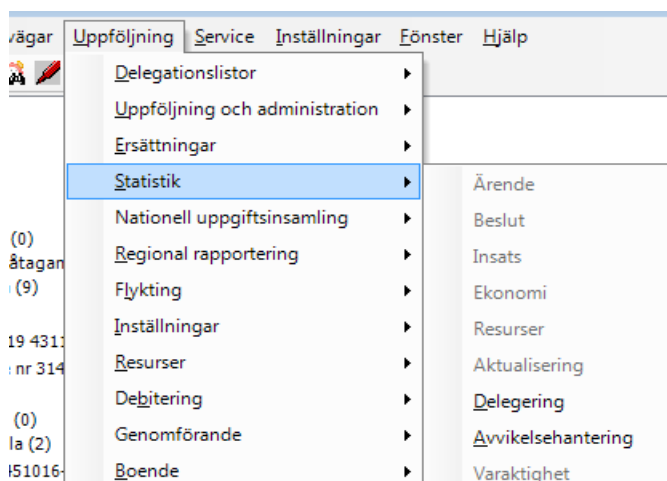 vägar Uppföljning Service Inställningar Fönster Hjälp
Delegationslistor
Uppföljning och administration
Ersättningar
Statistik
Nationell uppgiftsinsamling
Regional rapportering
Flykting
Inställningar
Resurser
Debitering
Genomförande
Boende
Ärende
Beslut
Insats
Ekonomi
Resurser
Aktualisering
Delegering
Avvikelsehantering
Varaktighet
(0)
åtagan
(9)
19 4311
nr 314
(0)
la (2)
451016-